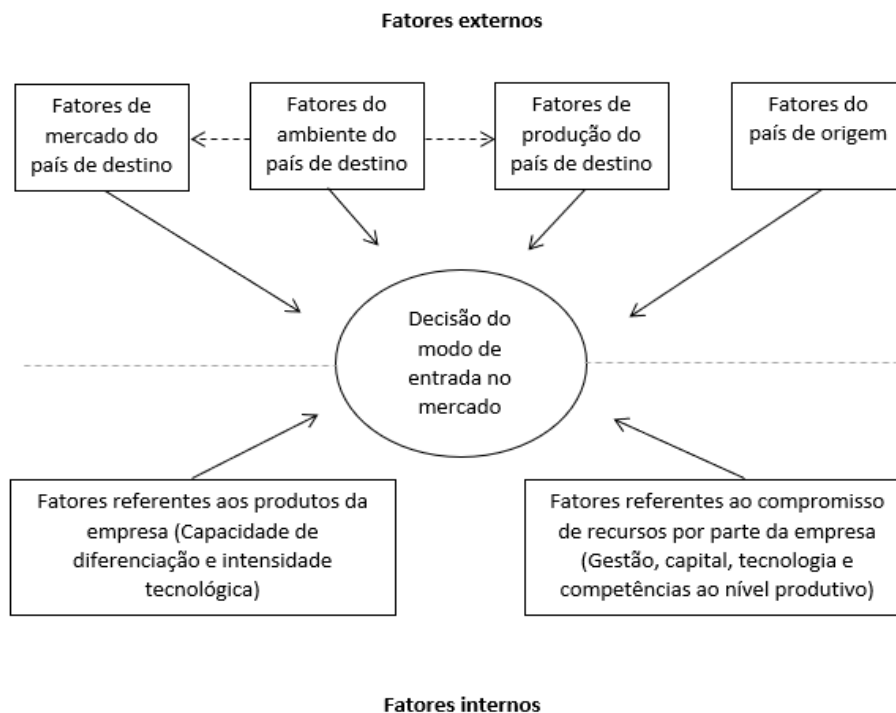 Fatores externos
Fatores de
mercado do
país de destino
Fatores do
ambiente do
país de destino
Fatores de
produção do
país de destino
Fatores do
país de origem
Decisão do
modo de
entrada no
mercado
Fatores referentes aos produtos da
empresa (Capacidade de
diferenciação e intensidade
tecnológica)
Fatores referentes ao compromisso
de recursos por parte da empresa
(Gestão, capital, tecnologia e
competências ao nível produtivo)
Fatores internos